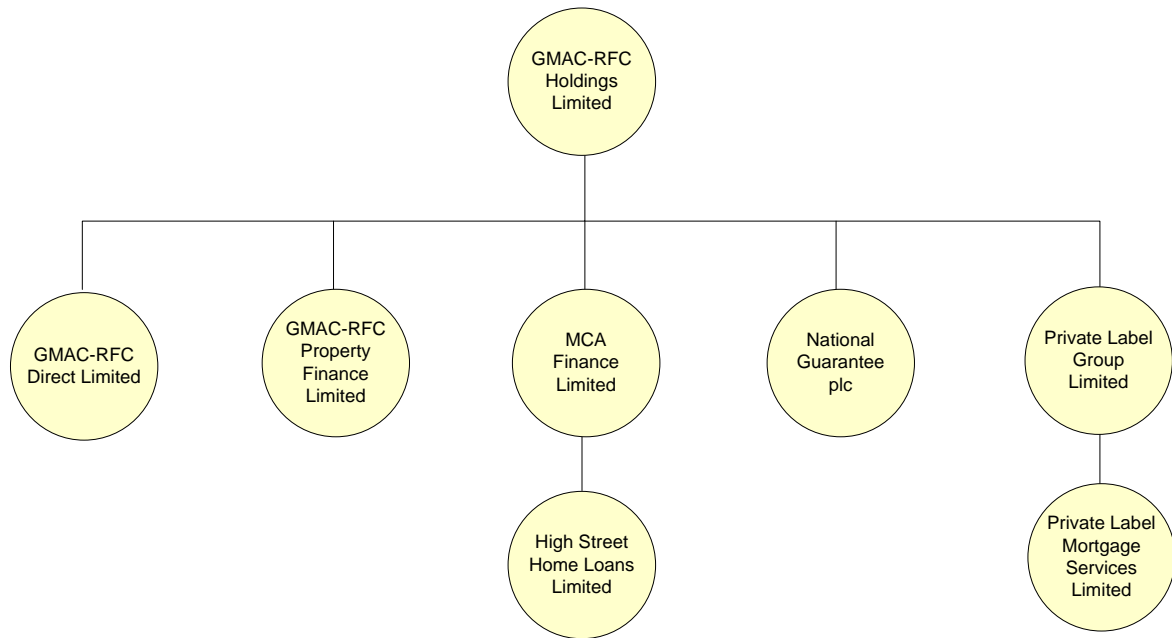 GMAC-RFC
Holdings
Limited
GMAC-RFC
Direct Limited
GMAC-RFC
Property
Finance
Limited
MCA
Finance
Limited
National
Guarantee
plc
Private Label
Group
Limited
High Street
Home Loans
Limited
Private Label
Mortgage
Services
Limited